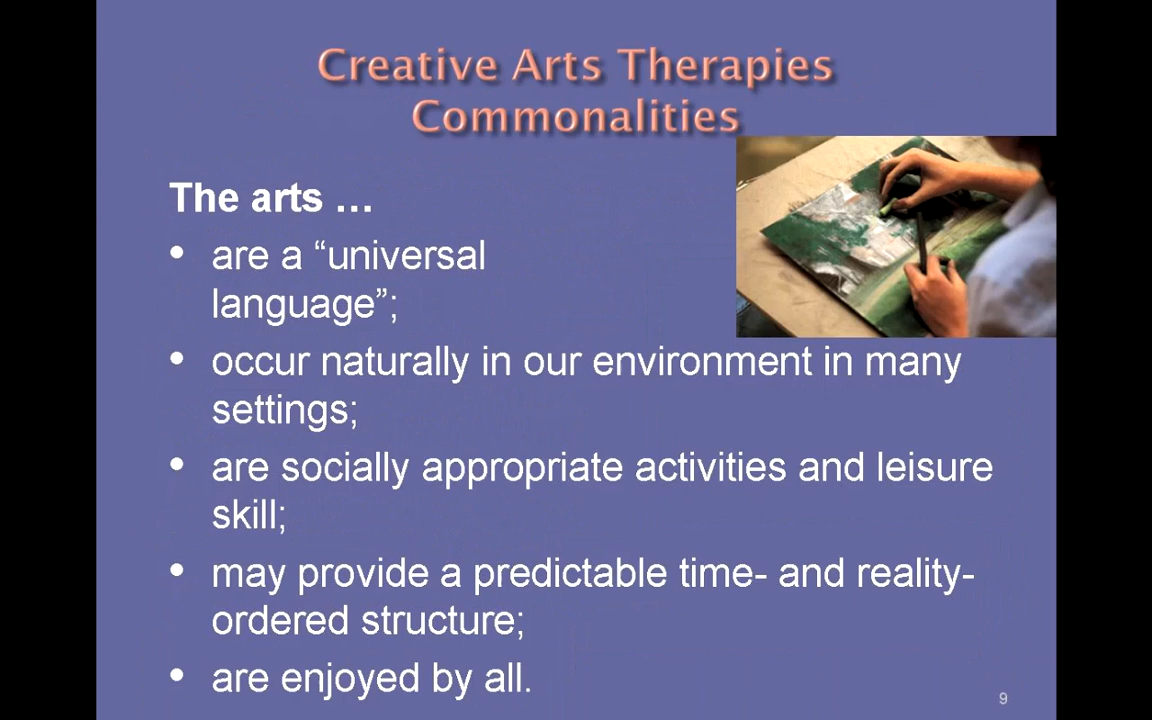 Creative Arts Therapies
Commonalities
The arts …
• are a “universal
language”;
• occur naturally in our environment in many
settings;
• are socially appropriate activities and leisure
skill;
• may provide a predictable time- and reality-
ordered structure;
• are enjoyed by all.
9